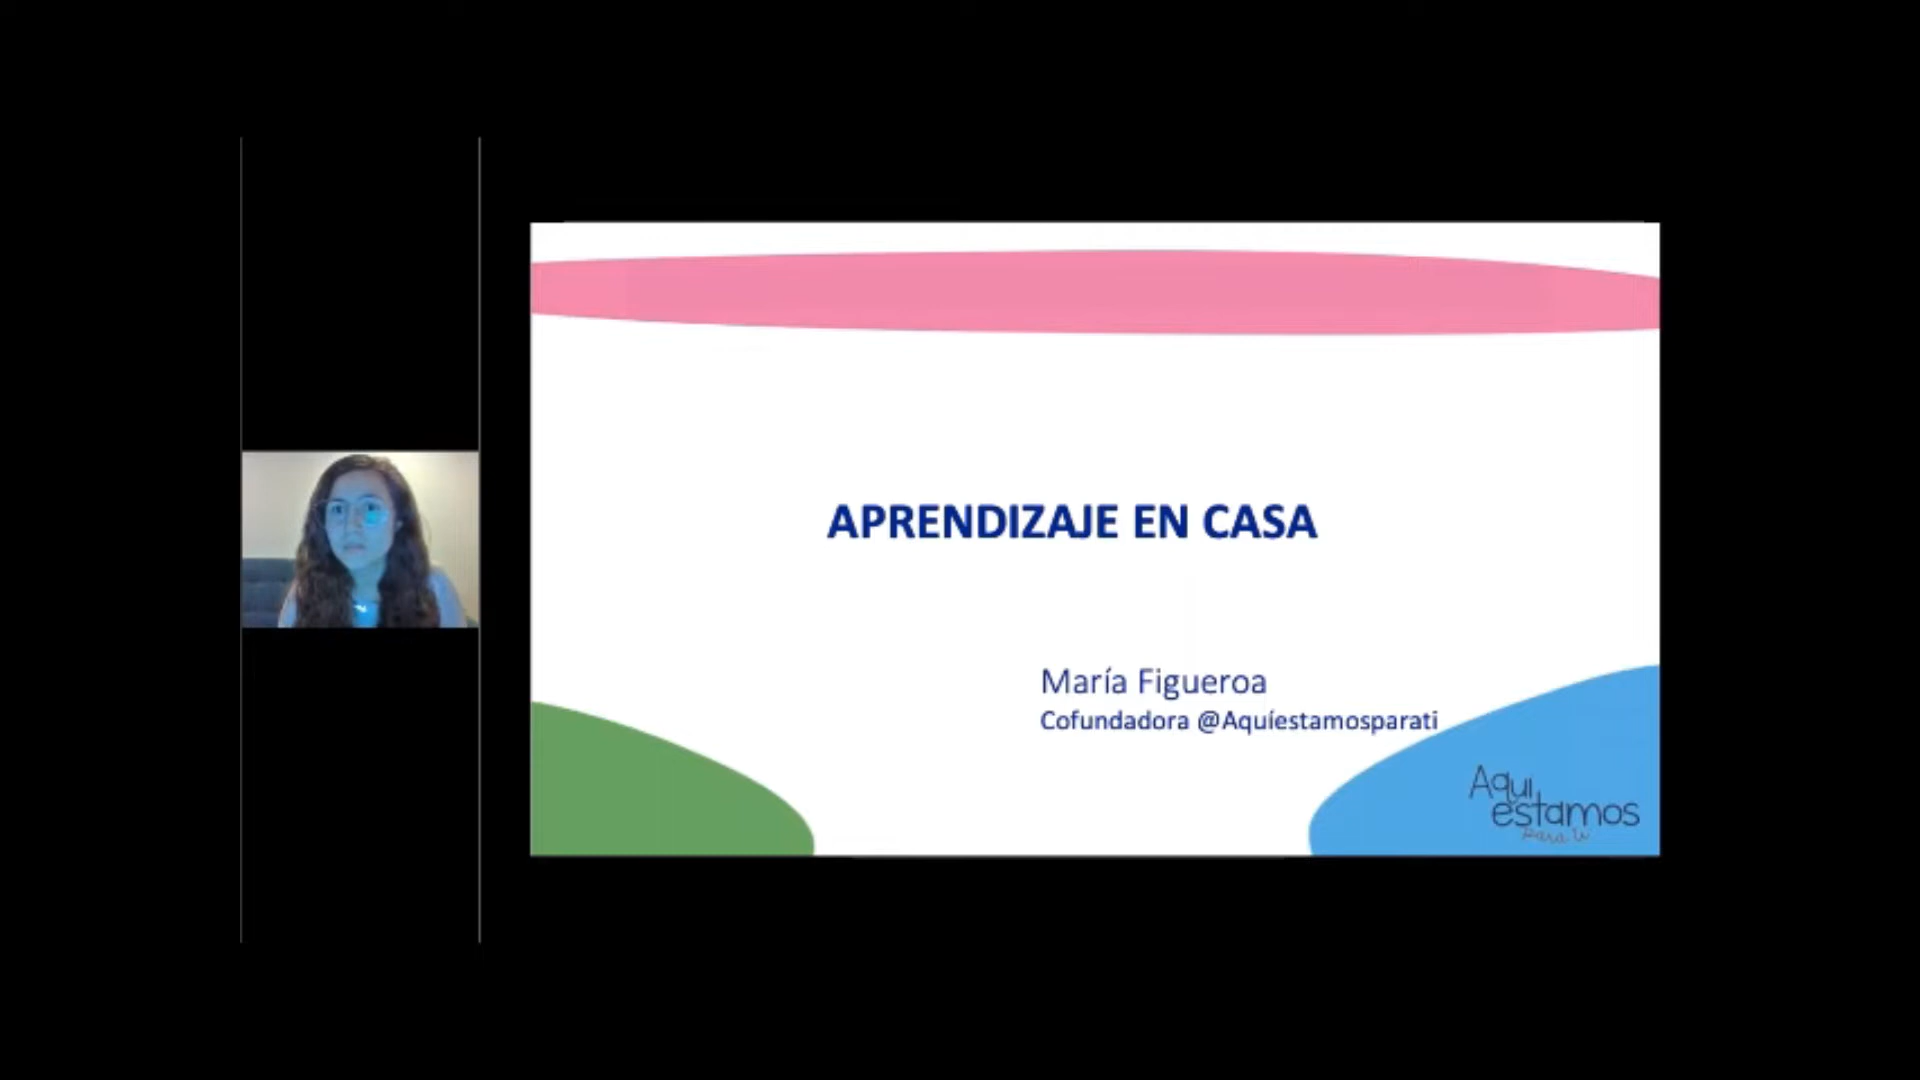 APRENDIZAJE EN CASA
María Figueroa
Cofundadora @Aquíestamosparati
Aquí
estamos
Para ti